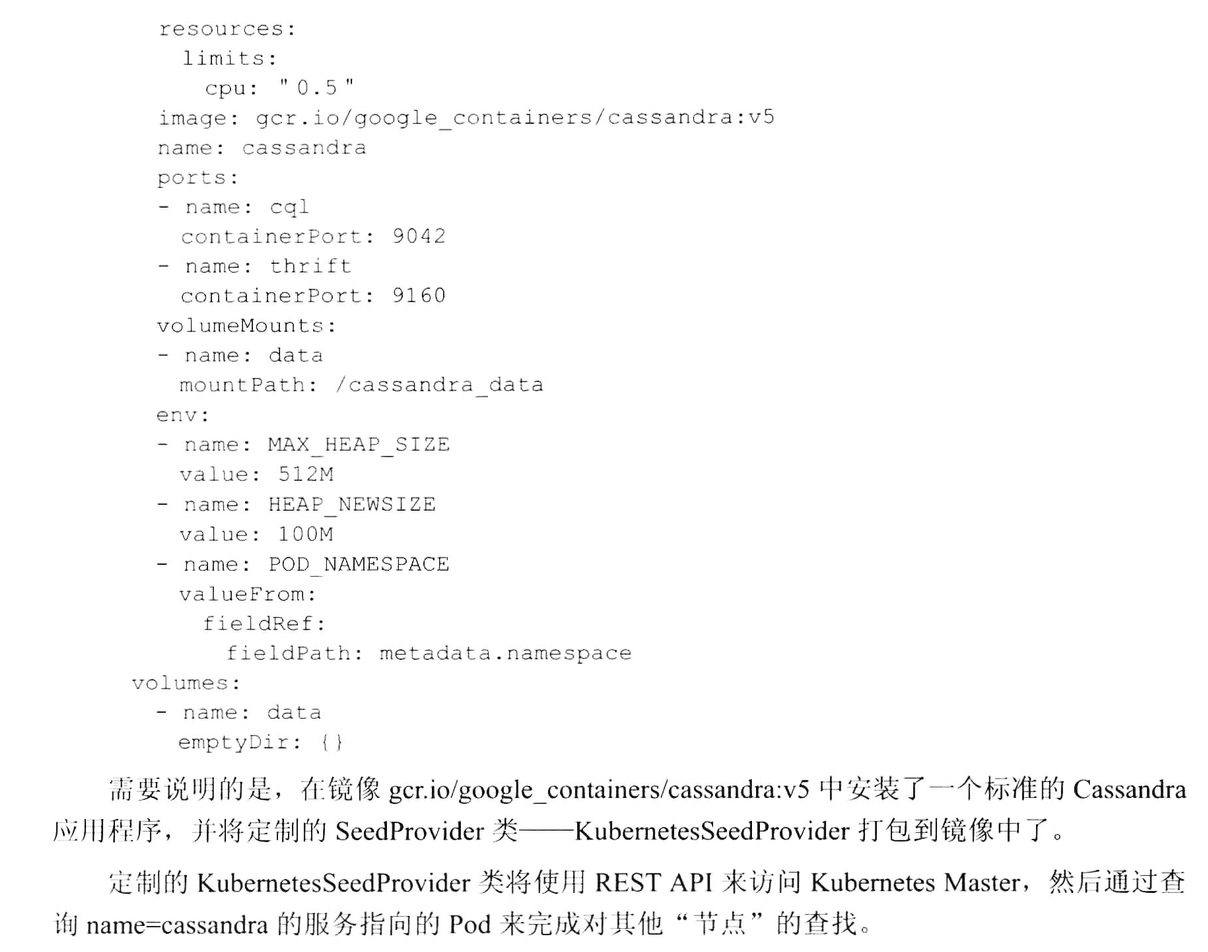 resources:
limits:
cpu: "0.5"
image: gcr.io/google_containers/cassandra:v5
name: cassandra
ports:
- name: cql
containerPort: 9042
- name: thrift
containerPort: 9160
volumeMounts:
- name: data
mountPath: /cassandra_data
env:
- name: MAX_HEAP_SIZE
value: 512M
- name: HEAP_NEWSIZE
value: 100M
- name: POD_NAMESPACE
valueFrom:
fieldRef:
fieldPath: metadata.namespace
volumes:
- name: data
emptyDir: {}
需要说明的是，在镜像 gcr.io/google_containers/cassandra:v5 中安装了一个标准的 Cassandra
应用程序，并将定制的 SeedProvider 类——KubernetesSeedProvider 打包到镜像中了。
定制的 KubernetesSeedProvider 类将使用 REST API 来访问 Kubernetes Master，然后通过查
询 name=cassandra 的服务指向的 Pod 来完成对其他“节点”的查找。